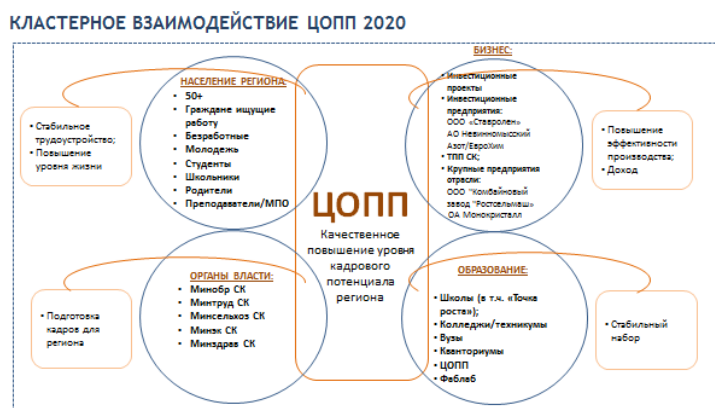 КЛАСТЕРНОЕ ВЗАИМОДЕЙСТВИЕ ЦОПП 2020
НАСЕЛЕНИЕ РЕГИОНА:
• 50+
• Граждане ищущие
работу
• Безработные
• Молодежь
• Студенты
• Школьники
• Родители
• Преподаватели/МПО
• Стабильное
трудоустройство;
• Повышение
уровня жизни
БИЗНЕС:
• Инвестиционные
проекты
• Инвестиционные
предприятия:
ООО «Ставролен»
АО Невинномысский
Азот/ЕвроХим
• ТПП СК;
• Крупные предприятия
отрасли:
ООО "Комбайновый
завод "Ростсельмаш»
ОА Монокристалл
• Повышение
эффективности
производства;
• Доход
ЦОПП
Качественное
повышение уровня
кадрового
потенциала
региона
ОРГАНЫ ВЛАСТИ:
• Минобр СК
• Минтруд СК
• Минсельхоз СК
• Минэк СК
• Минздрав СК
• Подготовка
кадров для
региона
ОБРАЗОВАНИЕ:
• Школы (в т.ч. «Точка
роста»);
• Колледжи/техникумы
• Вузы
• Кванториумы
• ЦОПП
• Фаблаб
• Стабильный
набор